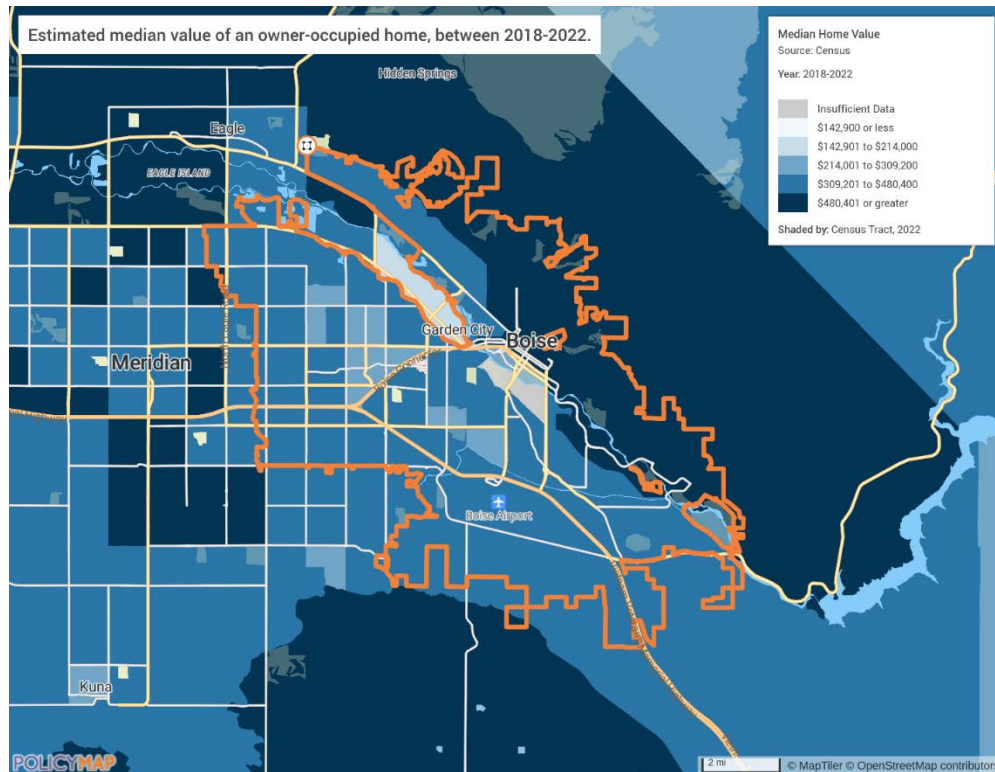 Estimated median value of an owner-occupied home, between 2018-2022.
Median Home Value
Source: Census
Year: 2018-2022
Insufficient Data
$142,900 or less
$142,901 to $214,000
$214,001 to $309,200
$309,201 to $480,400
$480,401 or greater
Shaded by: Census Tract, 2022
Hidden Springs
Eagle
EAGLE ISLAND
Garden City
Boise
Meridian
Boise Airport
Kuna
POLICYMAP
2 mi
© MapTiler © OpenStreetMap contributors